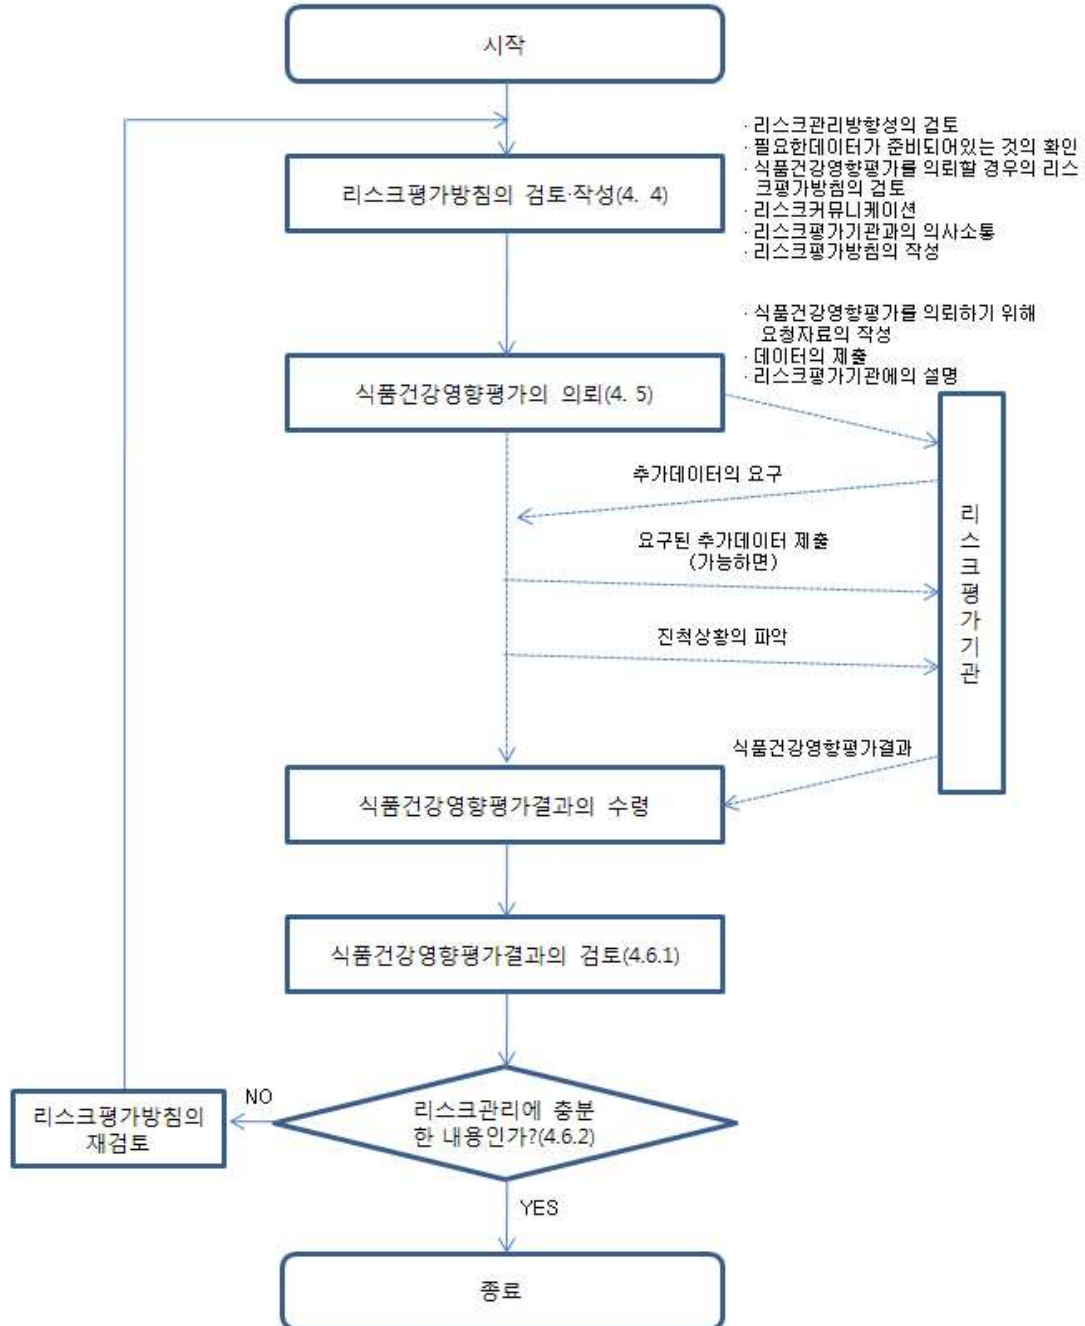 시작
· 리스크관리방향성의 검토
· 필요한데이터가 준비되어있는 것의 확인
· 식품건강영향평가를 의뢰할 경우의 리스
크평가방침의 검토
· 리스크커뮤니케이션
· 리스크평가기관과의 의사소통
· 리스크평가방침의 작성
리스크평가방침의 검토·작성(4. 4)
· 식품건강영향평가를 의뢰하기 위해
요청자료의 작성
· 데이터의 제출
· 리스크평가기관에의 설명
식품건강영향평가의 의뢰(4. 5)
추가데이터의 요구
요구된 추가데이터 제출
(가능하면)
진척상황의 파악
리
스
크
평
가
기
관
식품건강영향평가결과
식품건강영향평가결과의 수령
식품건강영향평가결과의 검토(4.6.1)
리스크관리에 충분
한 내용인가?(4.6.2)
NO
리스크평가방침의
재검토
YES
종료